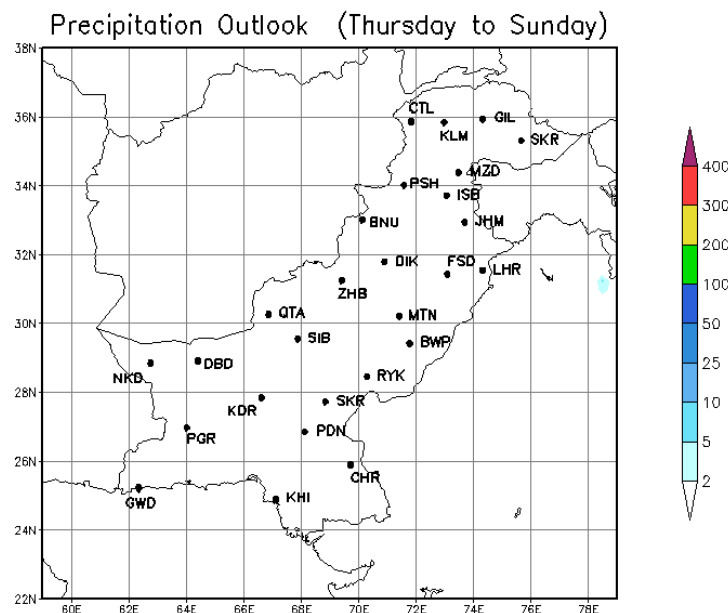 Precipitation Outlook (Thursday to Sunday)
38N
36N
34N
32N
30N
28N
26N
24N
22N
60E 62E 64E 66E 68E 70E 72E 74E 76E 78E
CTL
KLM
GIL
SKR
MZD
PSH
ISB
BNU
JHM
DIK
FSD
LHR
ZHB
QTA
MTN
SIB
BWP
NKD
DBD
RYK
KDR
SKR
PGR
PDN
CHR
GWD
KHI
400
300
200
100
50
25
10
5
2